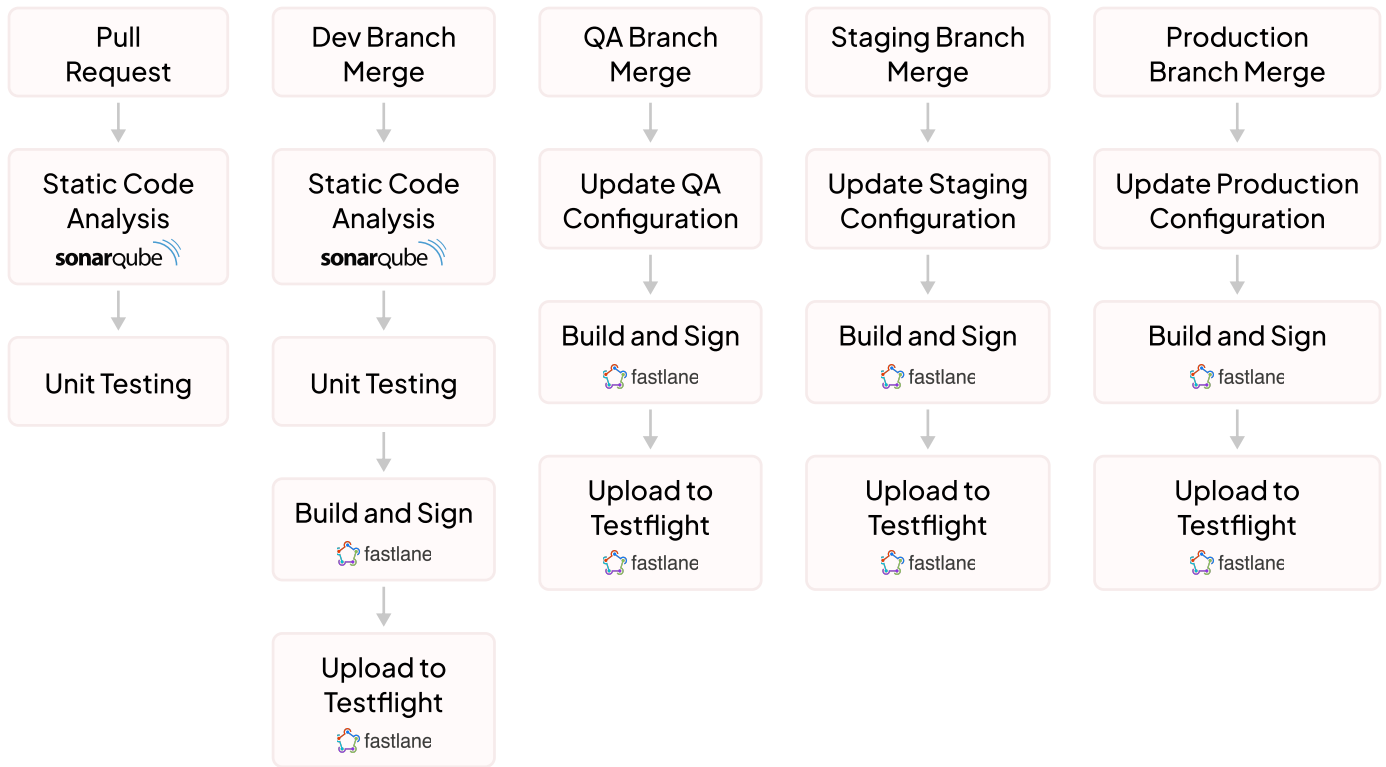 Pull
Request
Static Code
Analysis
sonarqube
Unit Testing
Dev Branch
Merge
Static Code
Analysis
sonarqube
Unit Testing
Build and Sign
fastlane
Upload to
Testflight
fastlane
QA Branch
Merge
Update QA
Configuration
Build and Sign
fastlane
Upload to
Testflight
fastlane
Staging Branch
Merge
Update Staging
Configuration
Build and Sign
fastlane
Upload to
Testflight
fastlane
Production
Branch Merge
Update Production
Configuration
Build and Sign
fastlane
Upload to
Testflight
fastlane